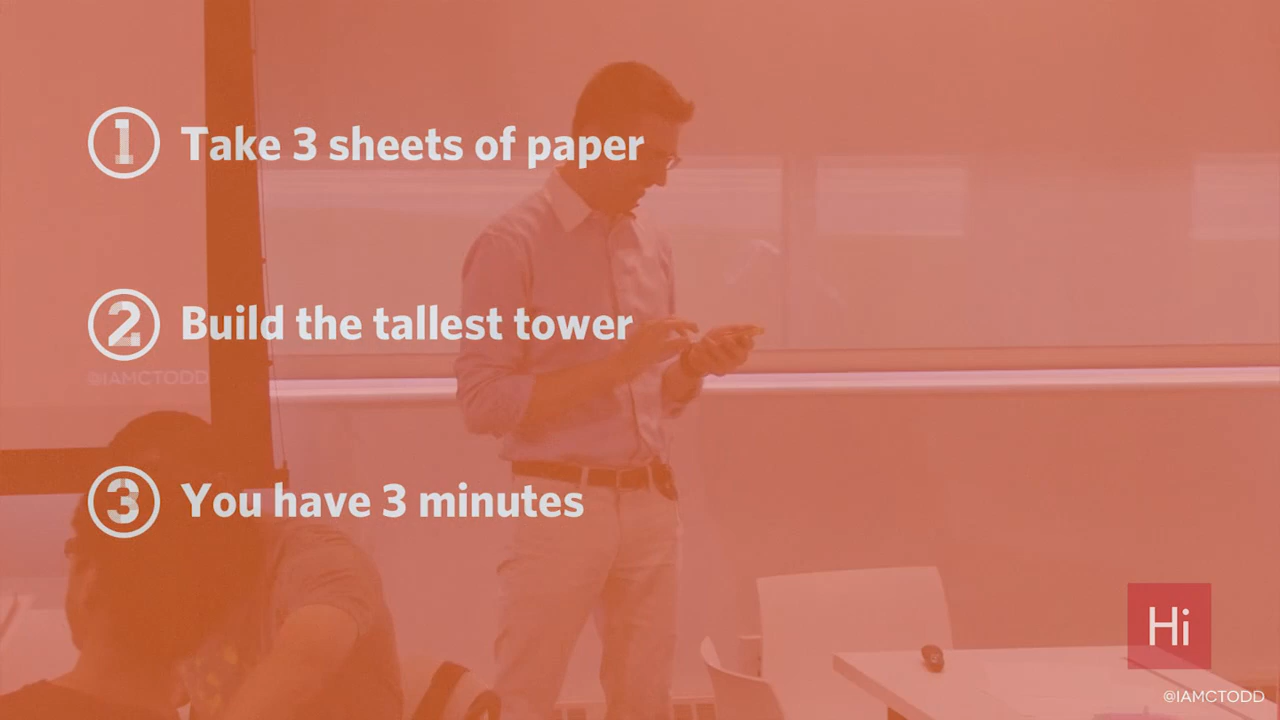 1 Take 3 sheets of paper
2 Build the tallest tower
@IAMCTODD
3 You have 3 minutes
Hi
@IAMCTODD